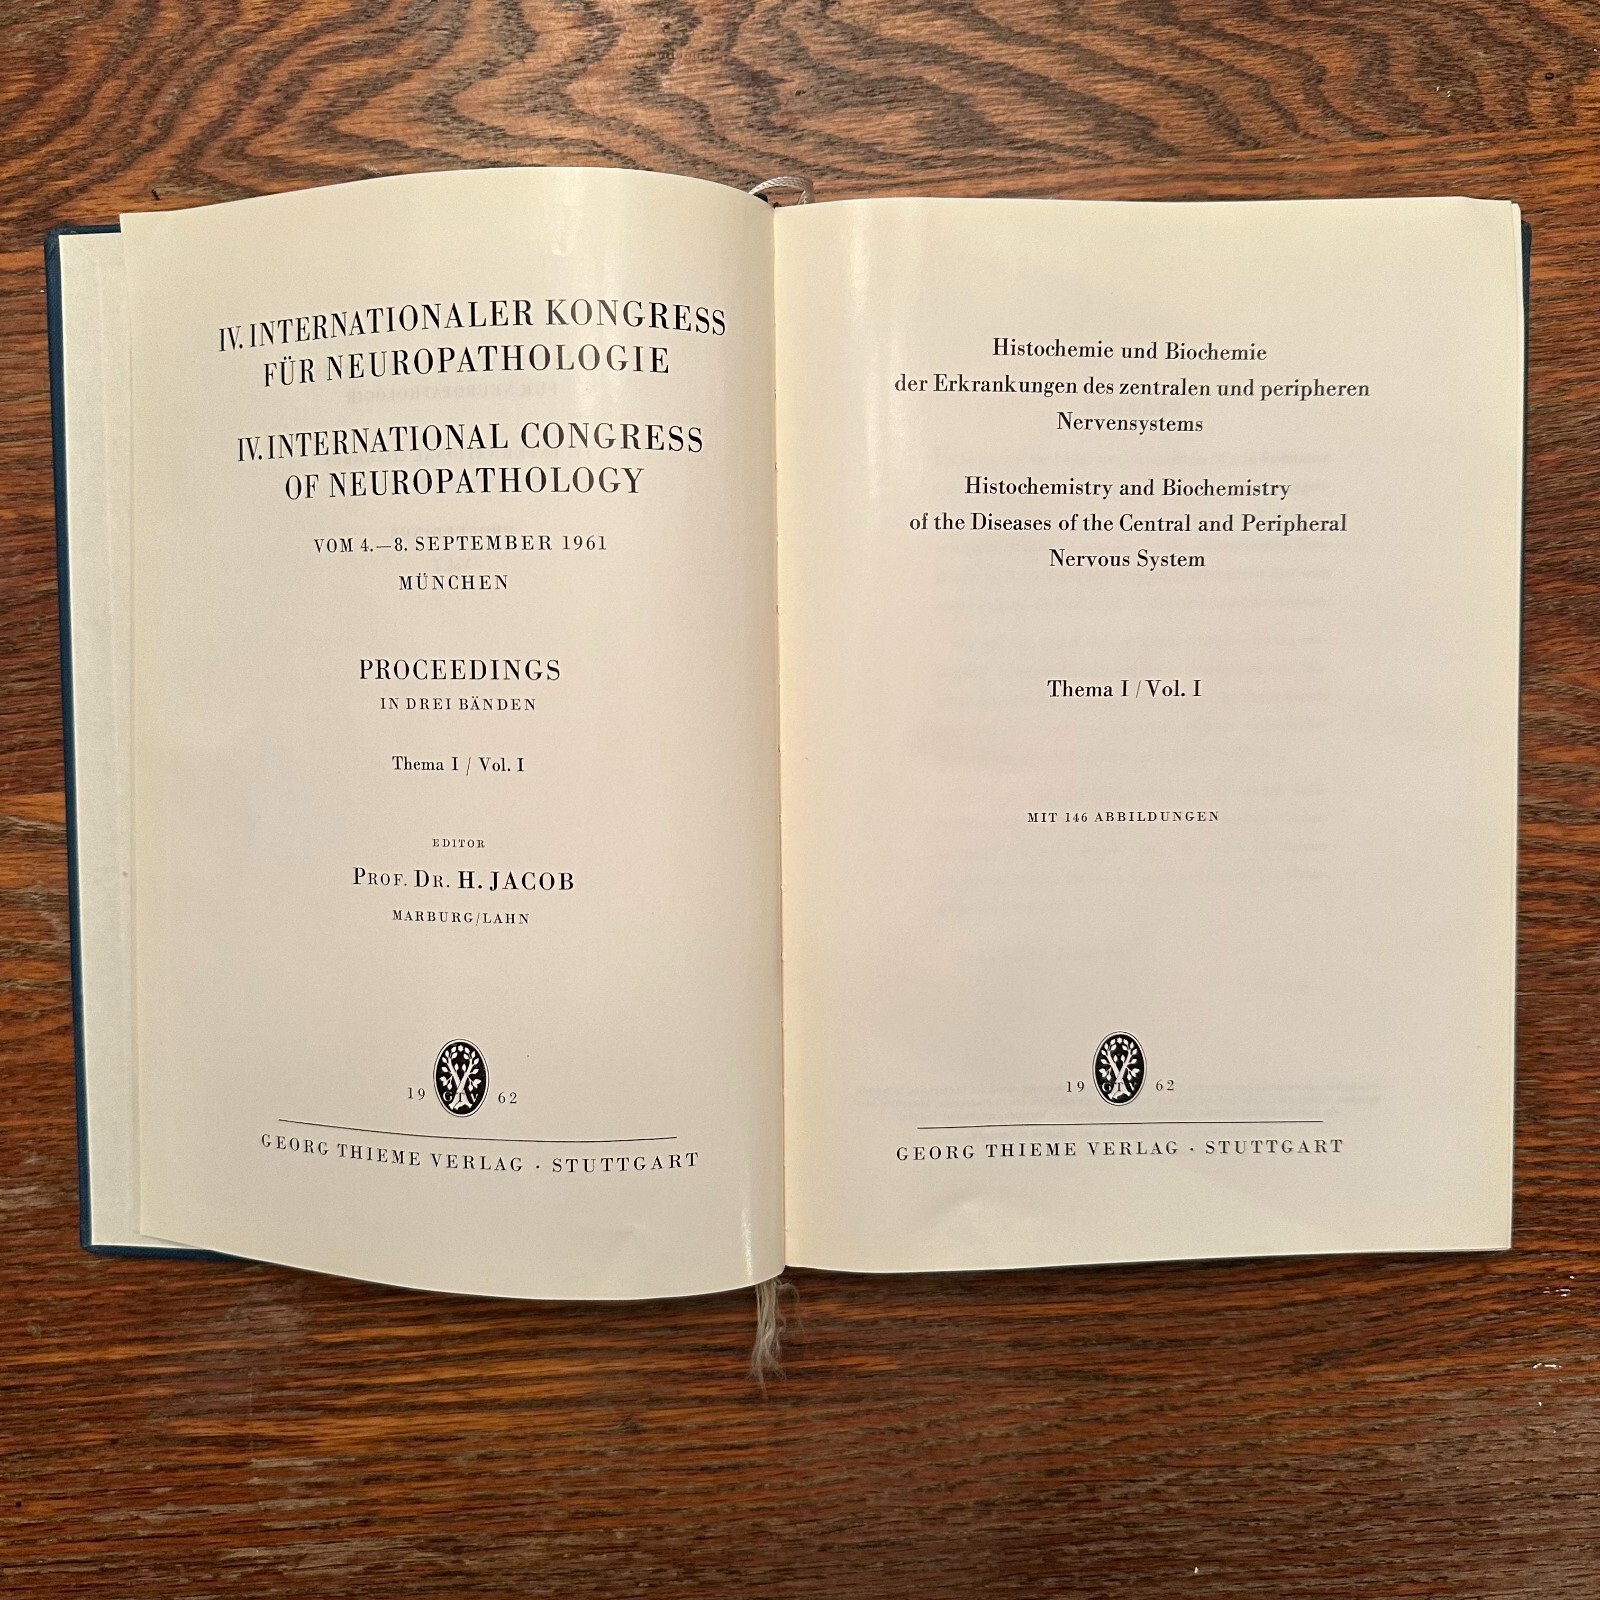 IV. INTERNATIONALER KONGRESS
FÜR NEUROPATHOLOGIE
IV. INTERNATIONAL CONGRESS
OF NEUROPATHOLOGY
VOM 4.—8. SEPTEMBER 1961
MÜNCHEN
PROCEEDINGS
IN DREI BÄNDEN
Thema I / Vol. I
EDITOR
PROF. DR. H. JACOB
MARBURG/LAHN
19 GTV 62
GEORG THIEME VERLAG · STUTTGART
Histochemie und Biochemie
der Erkrankungen des zentralen und peripheren
Nervensystems
Histochemistry and Biochemistry
of the Diseases of the Central and Peripheral
Nervous System
Thema I / Vol. I
MIT 146 ABBILDUNGEN
19 GTV 62
GEORG THIEME VERLAG · STUTTGART